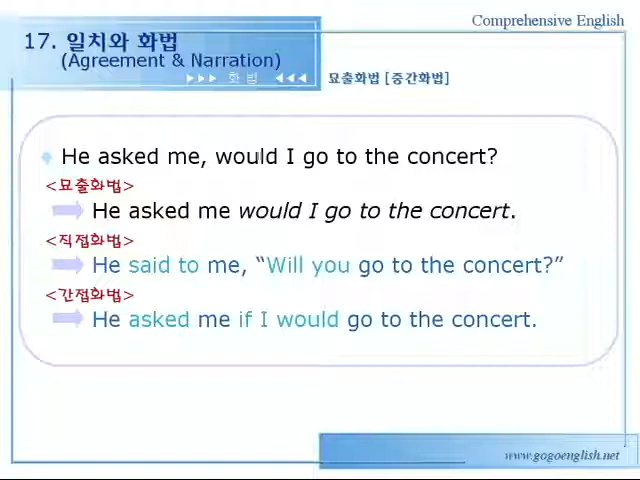 Comprehensive English
17. 일치와 화법
(Agreement & Narration)
▶▶▶ 화 법 ◀◀◀
묘출화법 [중간화법]
He asked me, would I go to the concert?
<묘출화법>
He asked me would I go to the concert.
<직접화법>
He said to me, “Will you go to the concert?”
<간접화법>
He asked me if I would go to the concert.
www.gogoenglish.net